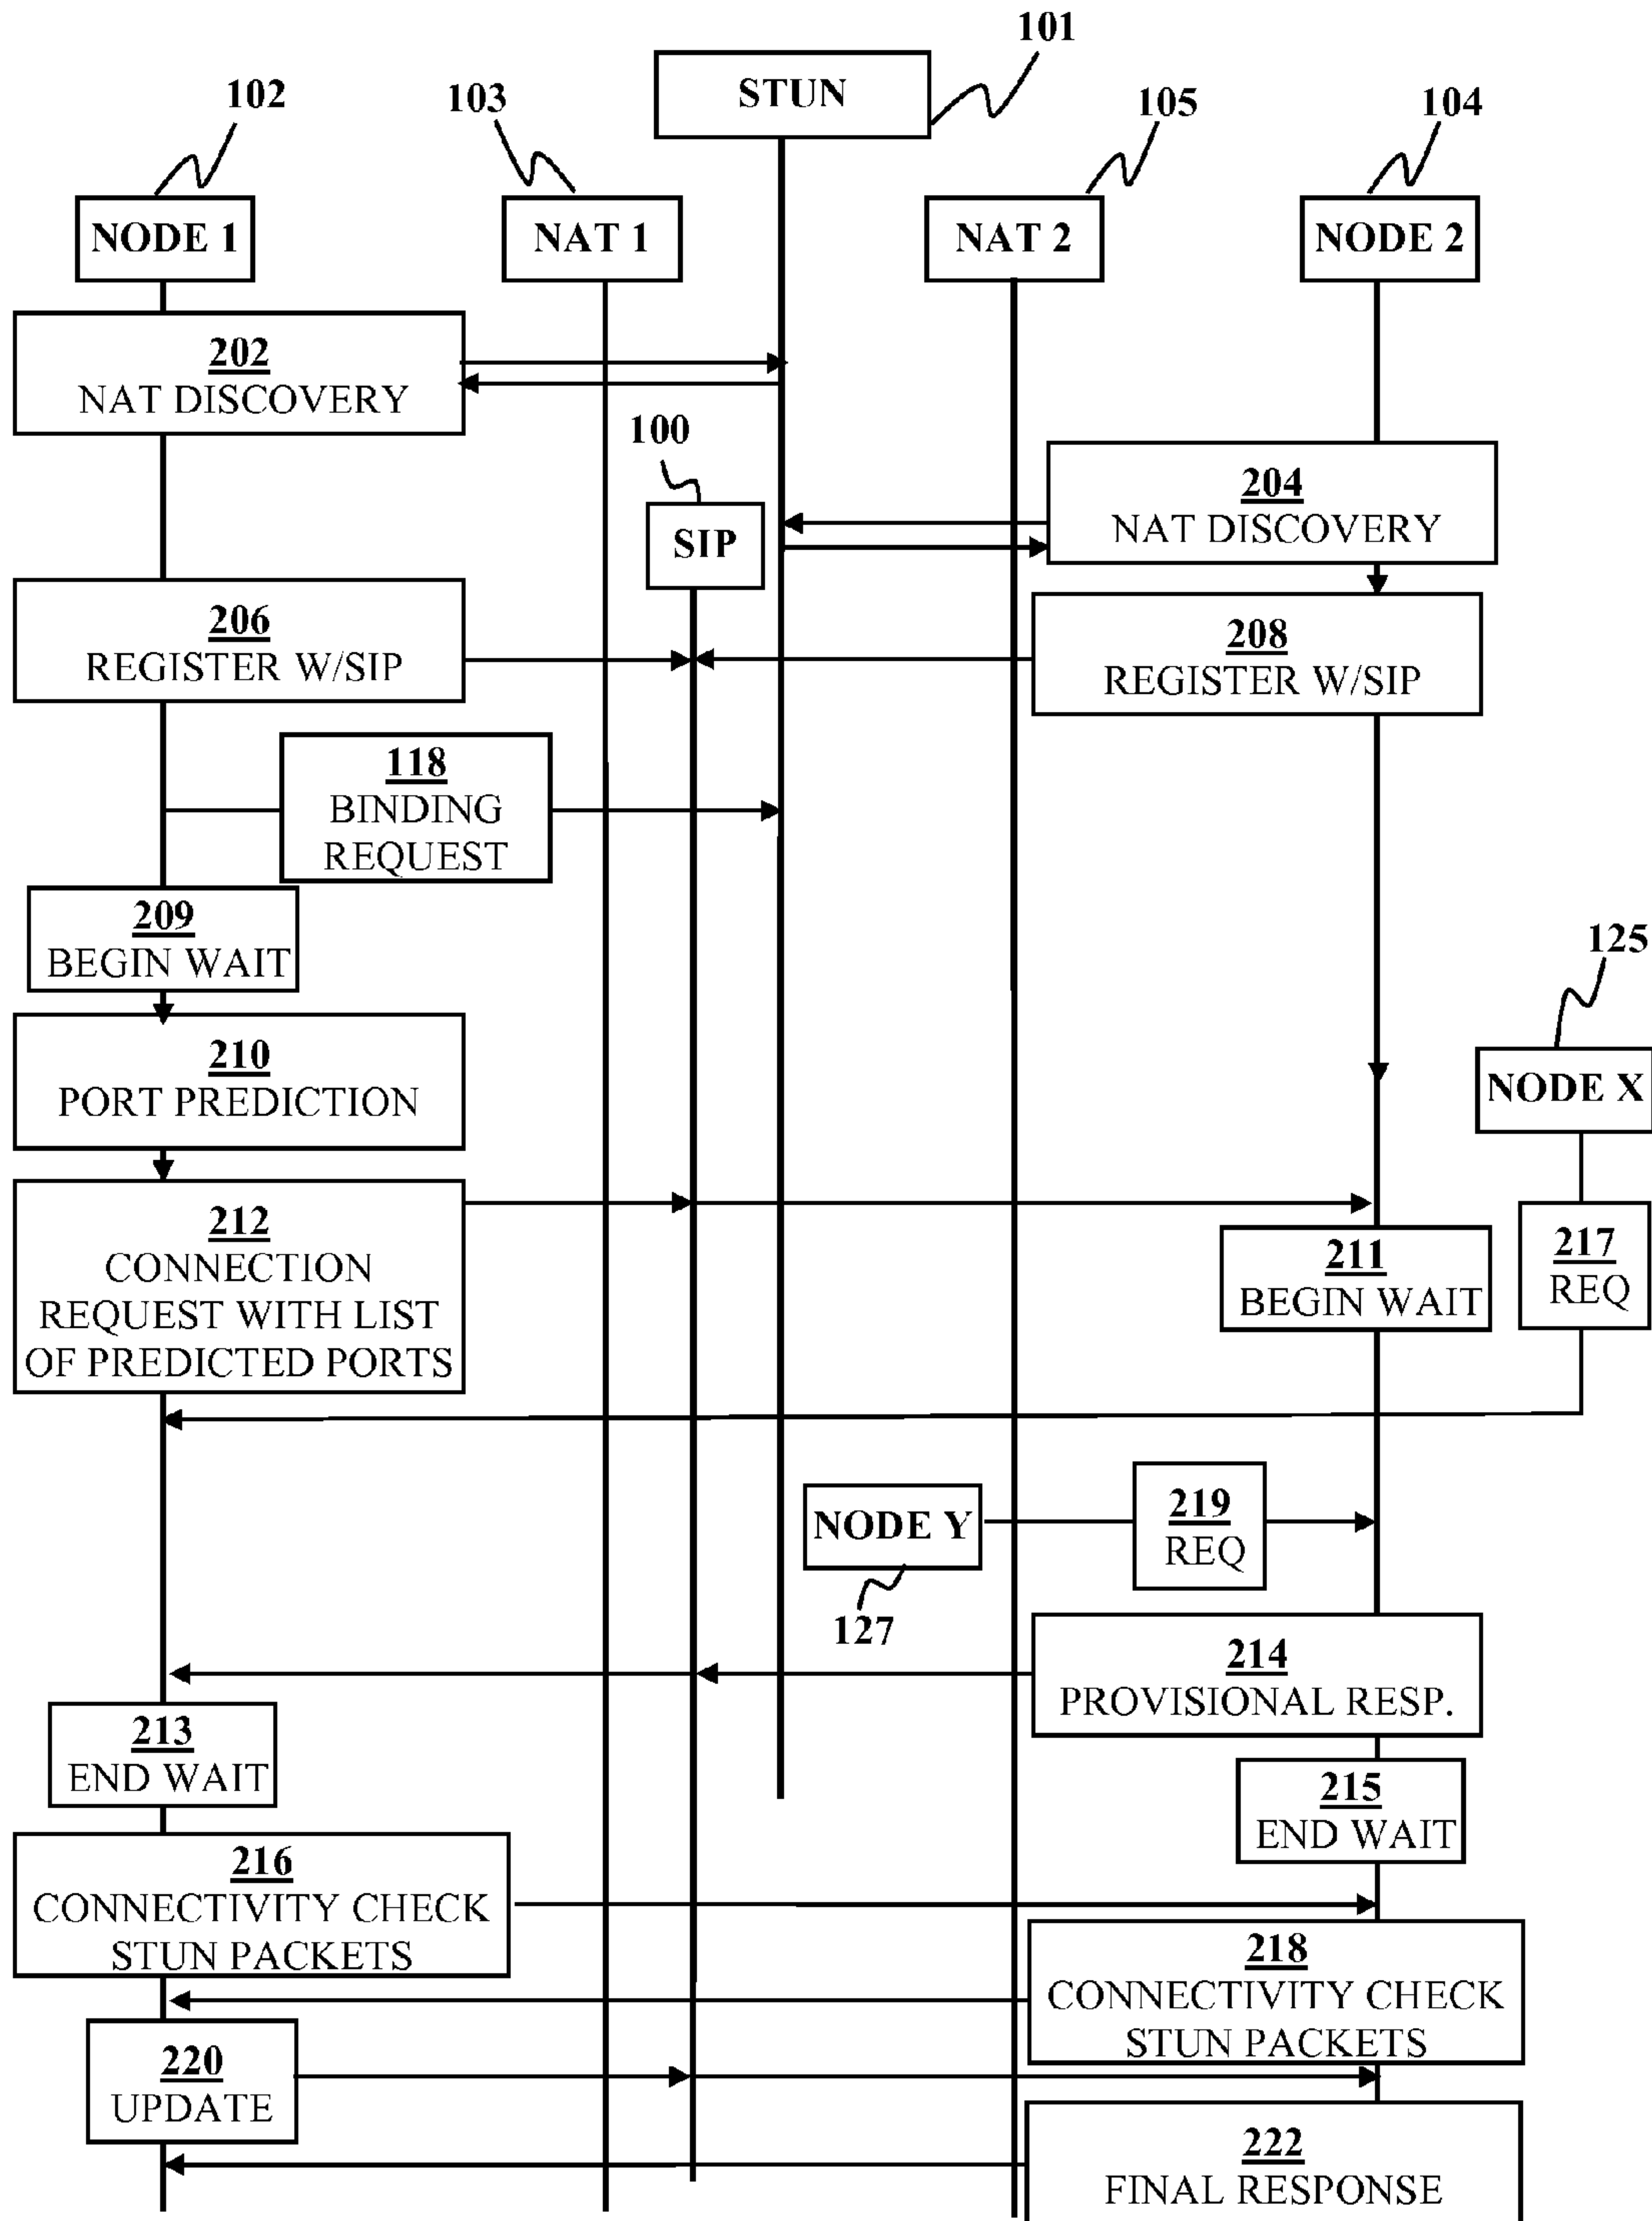 101
STUN
102
103
105
104
NODE 1
NAT 1
NAT 2
NODE 2
202
NAT DISCOVERY
100
SIP
204
NAT DISCOVERY
206
REGISTER W/SIP
208
REGISTER W/SIP
118
BINDING
REQUEST
209
BEGIN WAIT
125
NODE X
210
PORT PREDICTION
212
CONNECTION
REQUEST WITH LIST
OF PREDICTED PORTS
211
BEGIN WAIT
217
REQ
NODE Y
127
219
REQ
214
PROVISIONAL RESP.
213
END WAIT
215
END WAIT
216
CONNECTIVITY CHECK
STUN PACKETS
218
CONNECTIVITY CHECK
STUN PACKETS
220
UPDATE
222
FINAL RESPONSE